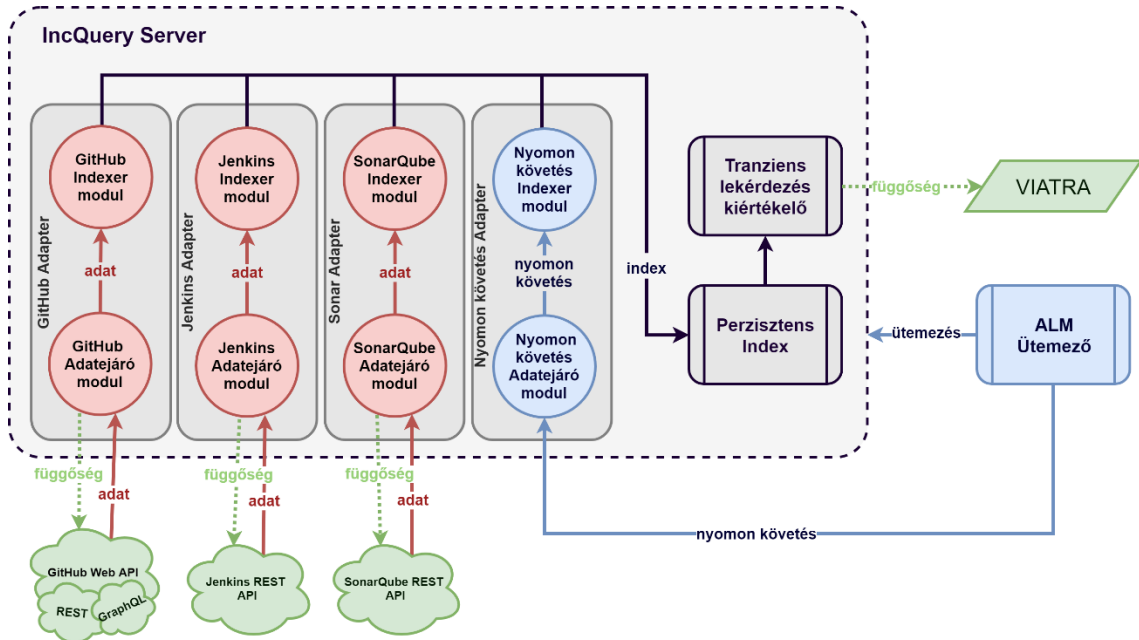 IncQuery Server
GitHub Adapter
GitHub
Indexer
modul
adat
GitHub
Adatejáró
modul
Jenkins Adapter
Jenkins
Indexer
modul
adat
Jenkins
Adatejáró
modul
Sonar Adapter
SonarQube
Indexer
modul
adat
SonarQube
Adatejáró
modul
Nyomon követés Adapter
Nyomon
követés
Indexer
modul
nyomon
követés
Nyomon
követés
Adatejáró
modul
index
Tranziens
lekérdezés
kiértékelő
Perzisztens
Index
függőség
VIATRA
ütemezés
ALM
Ütemező
nyomon követés
függőség
adat
függőség
adat
függőség
adat
GitHub Web API
REST
GraphQL
Jenkins REST
API
SonarQube REST
API